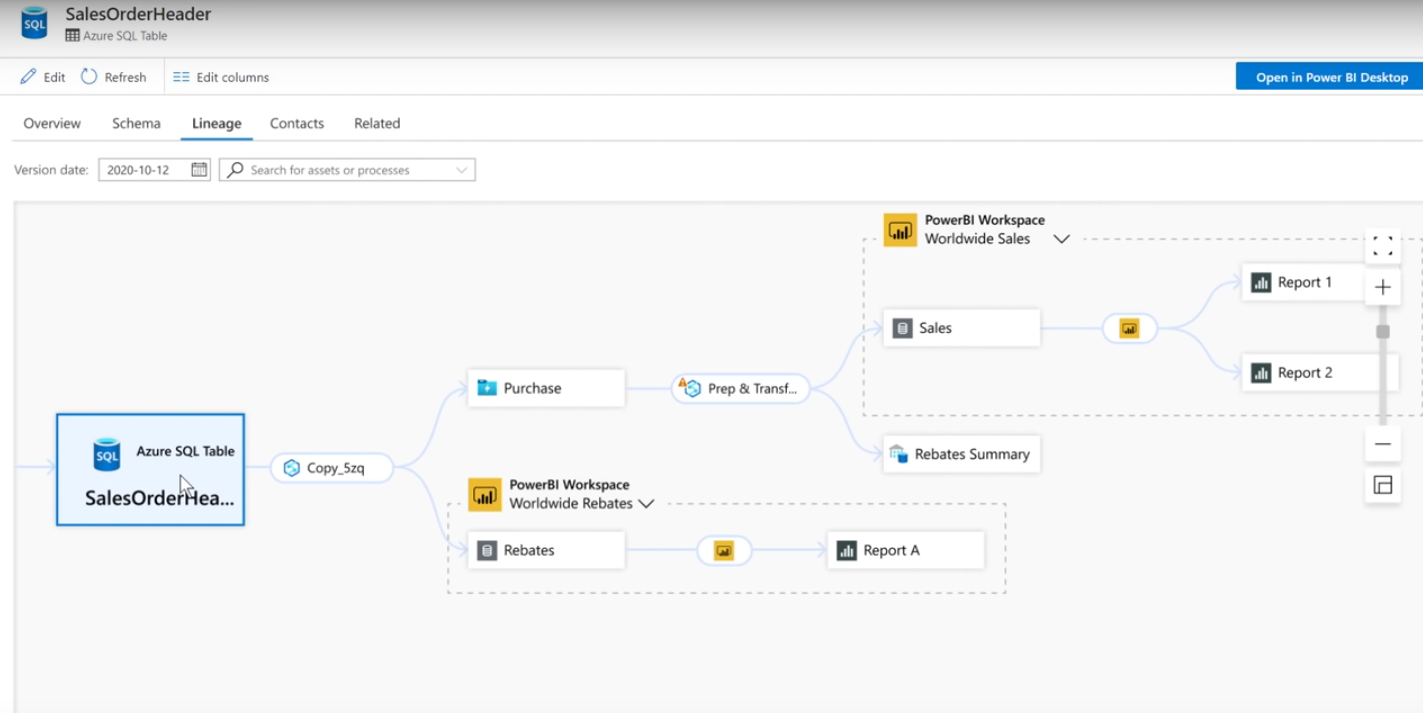 SQL
SalesOrderHeader
Azure SQL Table
Edit
Refresh
Edit columns
Open in Power BI Desktop
Overview
Schema
Lineage
Contacts
Related
Version date:
2020-10-12
Search for assets or processes
PowerBI Workspace
Worldwide Sales
Report 1
Sales
Report 2
Purchase
Prep & Transf...
SQL
Azure SQL Table
SalesOrderHea...
Copy_5zq
Rebates Summary
PowerBI Workspace
Worldwide Rebates
Rebates
Report A